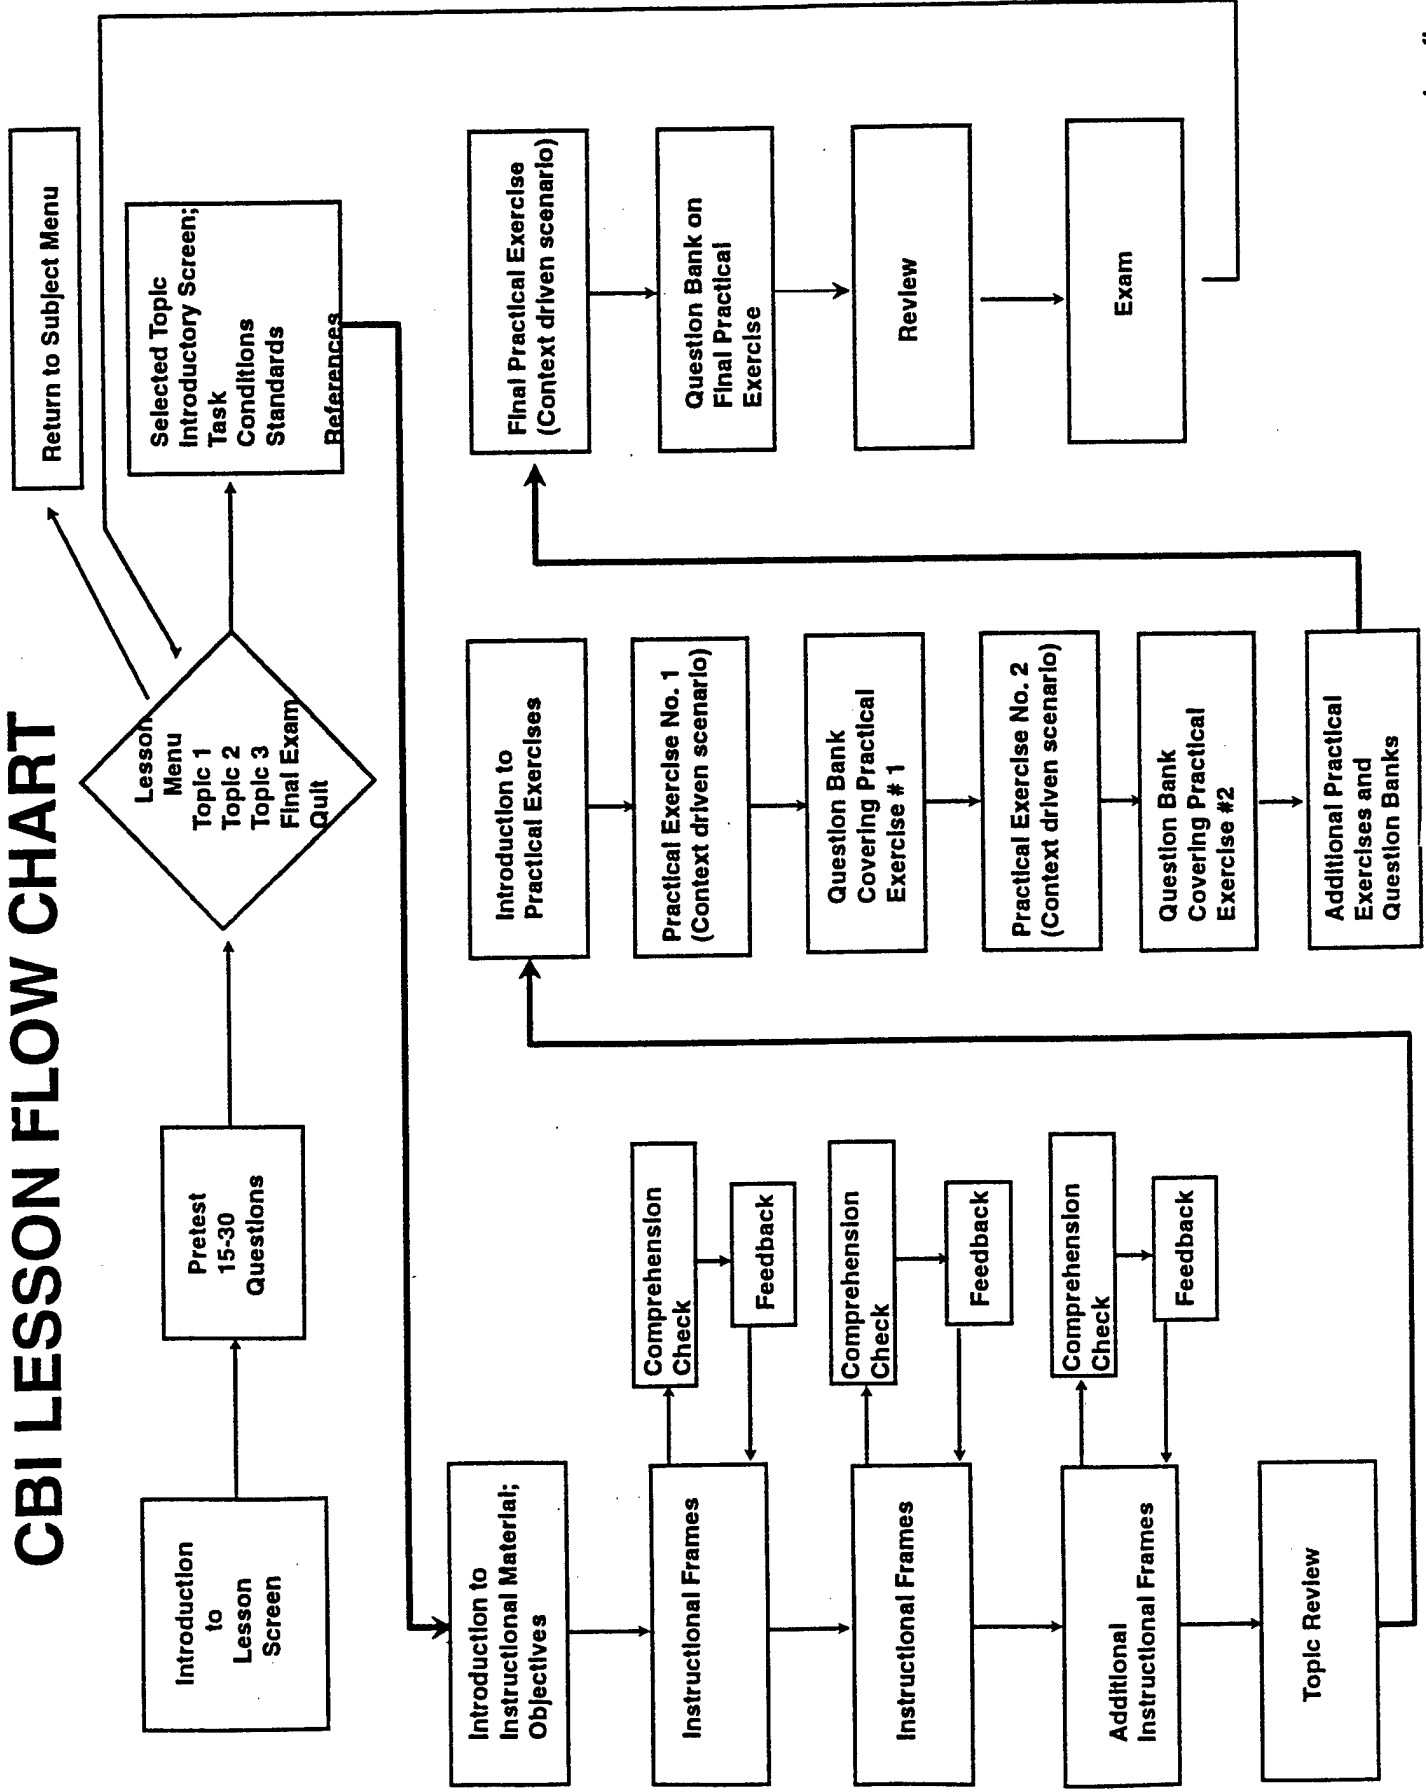 CBI LESSON FLOW CHART
Introduction
to
Lesson
Screen
Pretest
15-30
Questions
Lesson
Menu
Topic 1
Topic 2
Topic 3
Final Exam
Quit
Return to Subject Menu
Selected Topic
Introductory Screen;
Task
Conditions
Standards
References
Introduction to
Instructional Material;
Objectives
Instructional Frames
Comprehension
Check
Feedback
Instructional Frames
Comprehension
Check
Feedback
Additional
Instructional Frames
Comprehension
Check
Feedback
Topic Review
Introduction to
Practical Exercises
Practical Exercise No. 1
(Context driven scenario)
Question Bank
Covering Practical
Exercise # 1
Practical Exercise No. 2
(Context driven scenario)
Question Bank
Covering Practical
Exercise #2
Additional Practical
Exercises and
Question Banks
Final Practical Exercise
(Context driven scenario)
Question Bank on
Final Practical
Exercise
Review
Exam